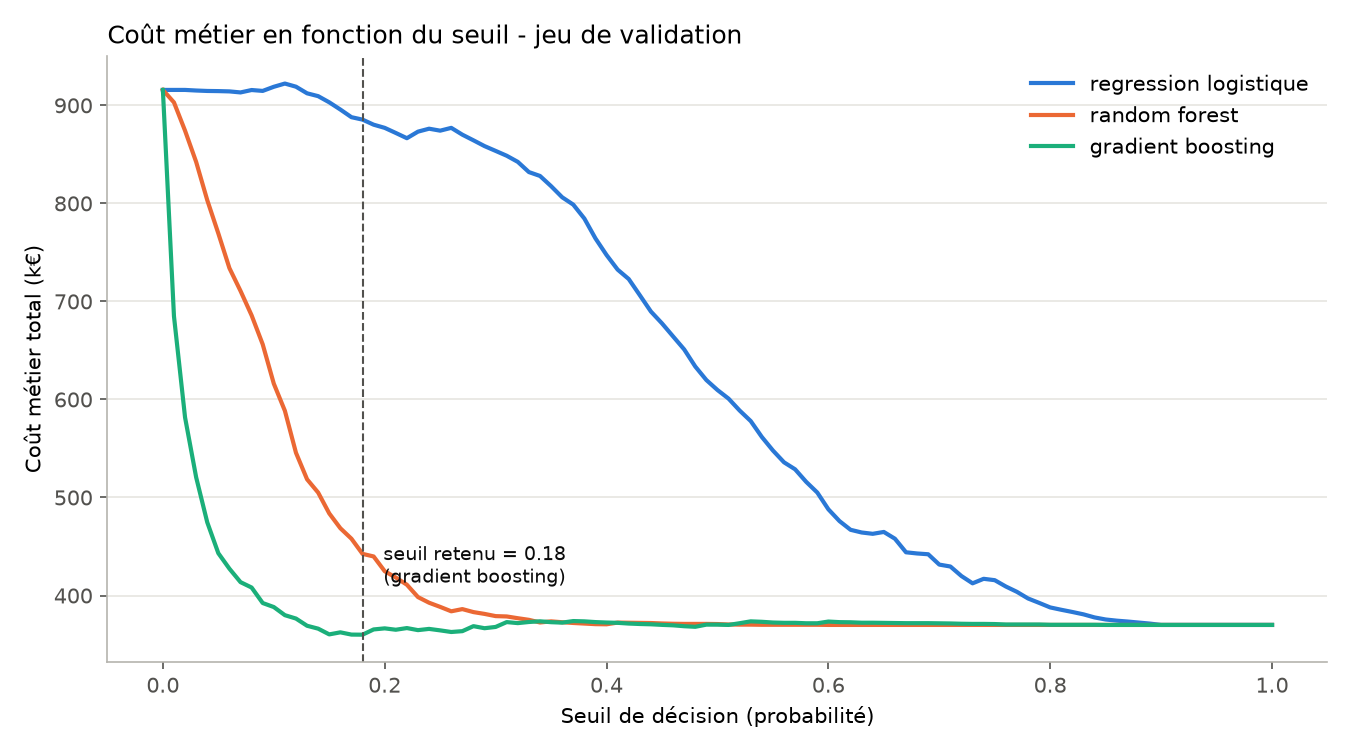 Coût métier en fonction du seuil - jeu de validation
regression logistique
random forest
gradient boosting
Coût métier total (k€)
900
800
700
600
500
400
seuil retenu = 0.18
(gradient boosting)
0.0 0.2 0.4 0.6 0.8 1.0
Seuil de décision (probabilité)